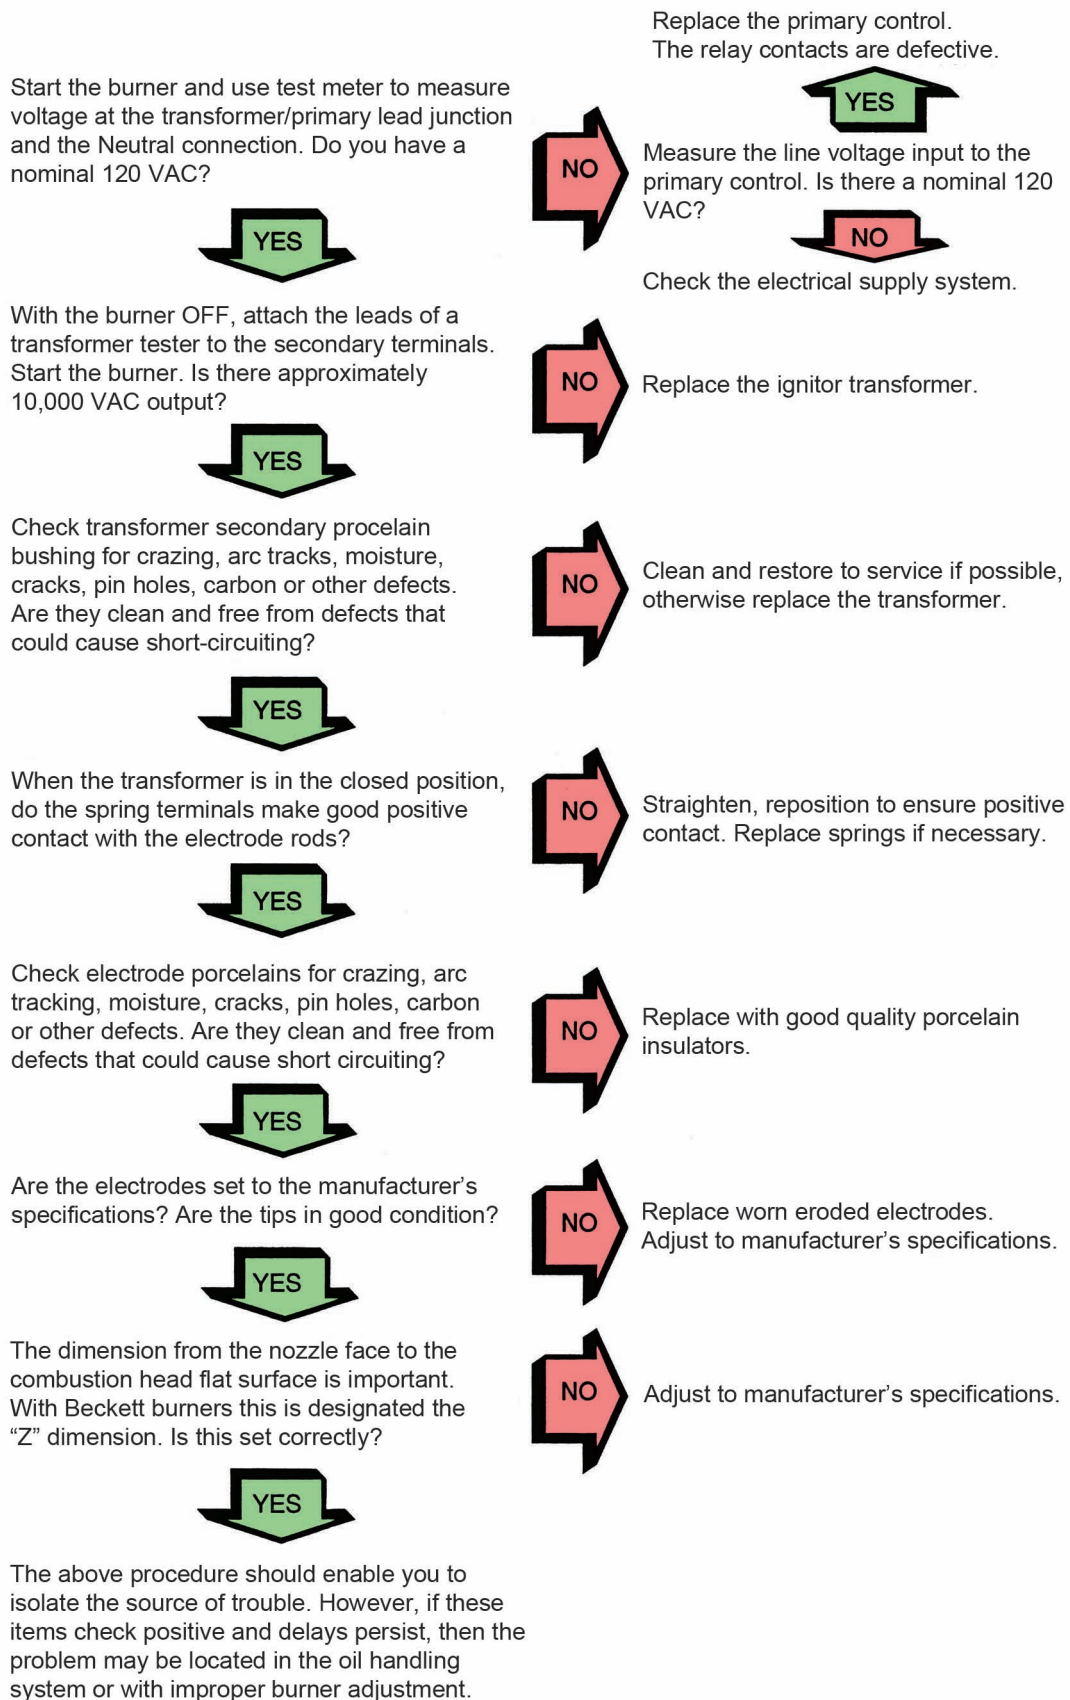 Replace the primary control.
The relay contacts are defective.
YES
Start the burner and use test meter to measure
voltage at the transformer/primary lead junction
and the Neutral connection. Do you have a
nominal 120 VAC?
NO
Measure the line voltage input to the
primary control. Is there a nominal 120
VAC?
NO
Check the electrical supply system.
YES
With the burner OFF, attach the leads of a
transformer tester to the secondary terminals.
Start the burner. Is there approximately
10,000 VAC output?
NO
Replace the ignitor transformer.
YES
Check transformer secondary procelain
bushing for crazing, arc tracks, moisture,
cracks, pin holes, carbon or other defects.
Are they clean and free from defects that
could cause short-circuiting?
NO
Clean and restore to service if possible,
otherwise replace the transformer.
YES
When the transformer is in the closed position,
do the spring terminals make good positive
contact with the electrode rods?
NO
Straighten, reposition to ensure positive
contact. Replace springs if necessary.
YES
Check electrode porcelains for crazing, arc
tracking, moisture, cracks, pin holes, carbon
or other defects. Are they clean and free from
defects that could cause short circuiting?
NO
Replace with good quality porcelain
insulators.
YES
Are the electrodes set to the manufacturer’s
specifications? Are the tips in good condition?
NO
Replace worn eroded electrodes.
Adjust to manufacturer’s specifications.
YES
The dimension from the nozzle face to the
combustion head flat surface is important.
With Beckett burners this is designated the
“Z” dimension. Is this set correctly?
NO
Adjust to manufacturer’s specifications.
YES
The above procedure should enable you to
isolate the source of trouble. However, if these
items check positive and delays persist, then the
problem may be located in the oil handling
system or with improper burner adjustment.